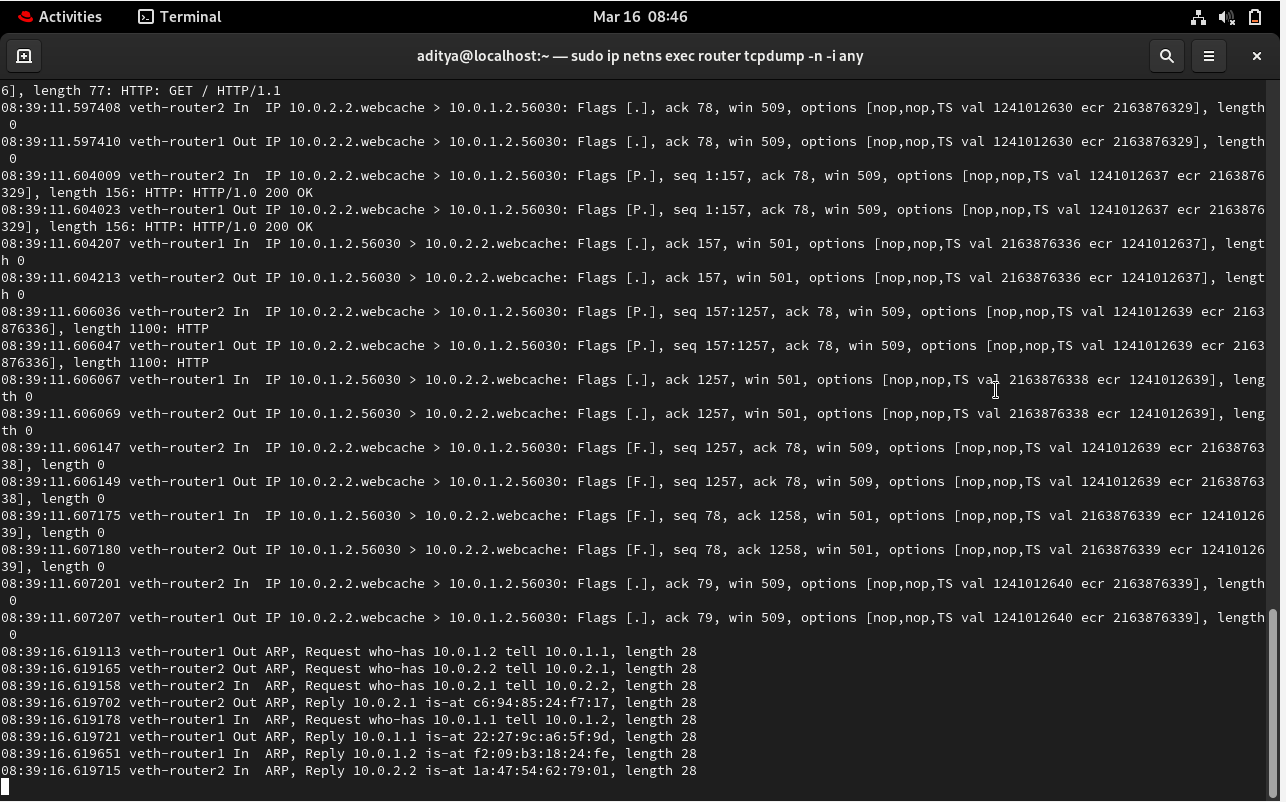 Activities
Terminal
Mar 16 08:46
aditya@localhost:~ — sudo ip netns exec router tcpdump -n -i any
6], length 77: HTTP: GET / HTTP/1.1
08:39:11.597408 veth-router2 In  IP 10.0.2.2.webcache > 10.0.1.2.56030: Flags [.], ack 78, win 509, options [nop,nop,TS val 1241012630 ecr 2163876329], length
 0
08:39:11.597410 veth-router1 Out IP 10.0.2.2.webcache > 10.0.1.2.56030: Flags [.], ack 78, win 509, options [nop,nop,TS val 1241012630 ecr 2163876329], length
 0
08:39:11.604009 veth-router2 In  IP 10.0.2.2.webcache > 10.0.1.2.56030: Flags [P.], seq 1:157, ack 78, win 509, options [nop,nop,TS val 1241012637 ecr 2163876
329], length 156: HTTP: HTTP/1.0 200 OK
08:39:11.604023 veth-router1 Out IP 10.0.2.2.webcache > 10.0.1.2.56030: Flags [P.], seq 1:157, ack 78, win 509, options [nop,nop,TS val 1241012637 ecr 2163876
329], length 156: HTTP: HTTP/1.0 200 OK
08:39:11.604207 veth-router1 In  IP 10.0.1.2.56030 > 10.0.2.2.webcache: Flags [.], ack 157, win 501, options [nop,nop,TS val 2163876336 ecr 1241012637], lengt
h 0
08:39:11.604213 veth-router2 Out IP 10.0.1.2.56030 > 10.0.2.2.webcache: Flags [.], ack 157, win 501, options [nop,nop,TS val 2163876336 ecr 1241012637], lengt
h 0
08:39:11.606036 veth-router2 In  IP 10.0.2.2.webcache > 10.0.1.2.56030: Flags [P.], seq 157:1257, ack 78, win 509, options [nop,nop,TS val 1241012639 ecr 2163
876336], length 1100: HTTP
08:39:11.606047 veth-router1 Out IP 10.0.2.2.webcache > 10.0.1.2.56030: Flags [P.], seq 157:1257, ack 78, win 509, options [nop,nop,TS val 1241012639 ecr 2163
876336], length 1100: HTTP
08:39:11.606067 veth-router1 In  IP 10.0.1.2.56030 > 10.0.2.2.webcache: Flags [.], ack 1257, win 501, options [nop,nop,TS val 2163876338 ecr 1241012639], leng
th 0
08:39:11.606069 veth-router2 Out IP 10.0.1.2.56030 > 10.0.2.2.webcache: Flags [.], ack 1257, win 501, options [nop,nop,TS val 2163876338 ecr 1241012639], leng
th 0
08:39:11.606147 veth-router2 In  IP 10.0.2.2.webcache > 10.0.1.2.56030: Flags [F.], seq 1257, ack 78, win 509, options [nop,nop,TS val 1241012639 ecr 21638763
38], length 0
08:39:11.606149 veth-router1 Out IP 10.0.2.2.webcache > 10.0.1.2.56030: Flags [F.], seq 1257, ack 78, win 509, options [nop,nop,TS val 1241012639 ecr 21638763
38], length 0
08:39:11.607175 veth-router1 In  IP 10.0.1.2.56030 > 10.0.2.2.webcache: Flags [F.], seq 78, ack 1258, win 501, options [nop,nop,TS val 2163876339 ecr 12410126
39], length 0
08:39:11.607180 veth-router2 Out IP 10.0.1.2.56030 > 10.0.2.2.webcache: Flags [F.], seq 78, ack 1258, win 501, options [nop,nop,TS val 2163876339 ecr 12410126
39], length 0
08:39:11.607201 veth-router2 In  IP 10.0.2.2.webcache > 10.0.1.2.56030: Flags [.], ack 79, win 509, options [nop,nop,TS val 1241012640 ecr 2163876339], length
 0
08:39:11.607207 veth-router1 Out IP 10.0.2.2.webcache > 10.0.1.2.56030: Flags [.], ack 79, win 509, options [nop,nop,TS val 1241012640 ecr 2163876339], length
 0
08:39:16.619113 veth-router1 Out ARP, Request who-has 10.0.1.2 tell 10.0.1.1, length 28
08:39:16.619165 veth-router2 Out ARP, Request who-has 10.0.2.2 tell 10.0.2.1, length 28
08:39:16.619158 veth-router2 In  ARP, Request who-has 10.0.2.1 tell 10.0.2.2, length 28
08:39:16.619702 veth-router2 Out ARP, Reply 10.0.2.1 is-at c6:94:85:24:f7:17, length 28
08:39:16.619178 veth-router1 In  ARP, Request who-has 10.0.1.1 tell 10.0.1.2, length 28
08:39:16.619721 veth-router1 Out ARP, Reply 10.0.1.1 is-at 22:27:9c:a6:5f:9d, length 28
08:39:16.619651 veth-router1 In  ARP, Reply 10.0.1.2 is-at f2:09:b3:18:24:fe, length 28
08:39:16.619715 veth-router2 In  ARP, Reply 10.0.2.2 is-at 1a:47:54:62:79:01, length 28